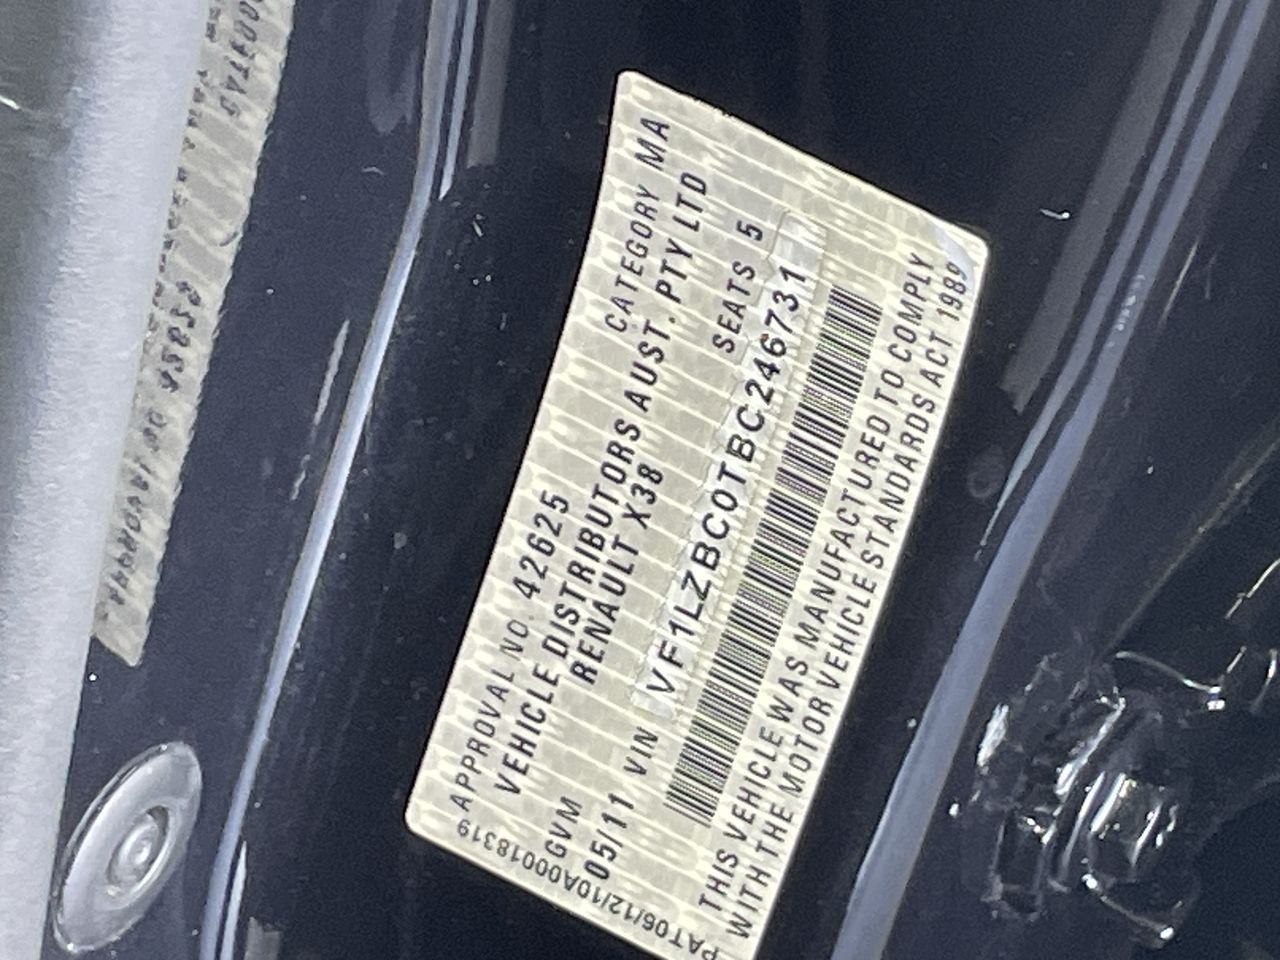 APPROVAL NO. 42625 CATEGORY MA
VEHICLE DISTRIBUTORS AUST. PTY LTD
RENAULT X38
GVM SEATS 5
05/11 VIN VF1LZBC0TBC246731
THIS VEHICLE WAS MANUFACTURED TO COMPLY
WITH THE MOTOR VEHICLE STANDARDS ACT 1989
PAT06/12/10A00018319